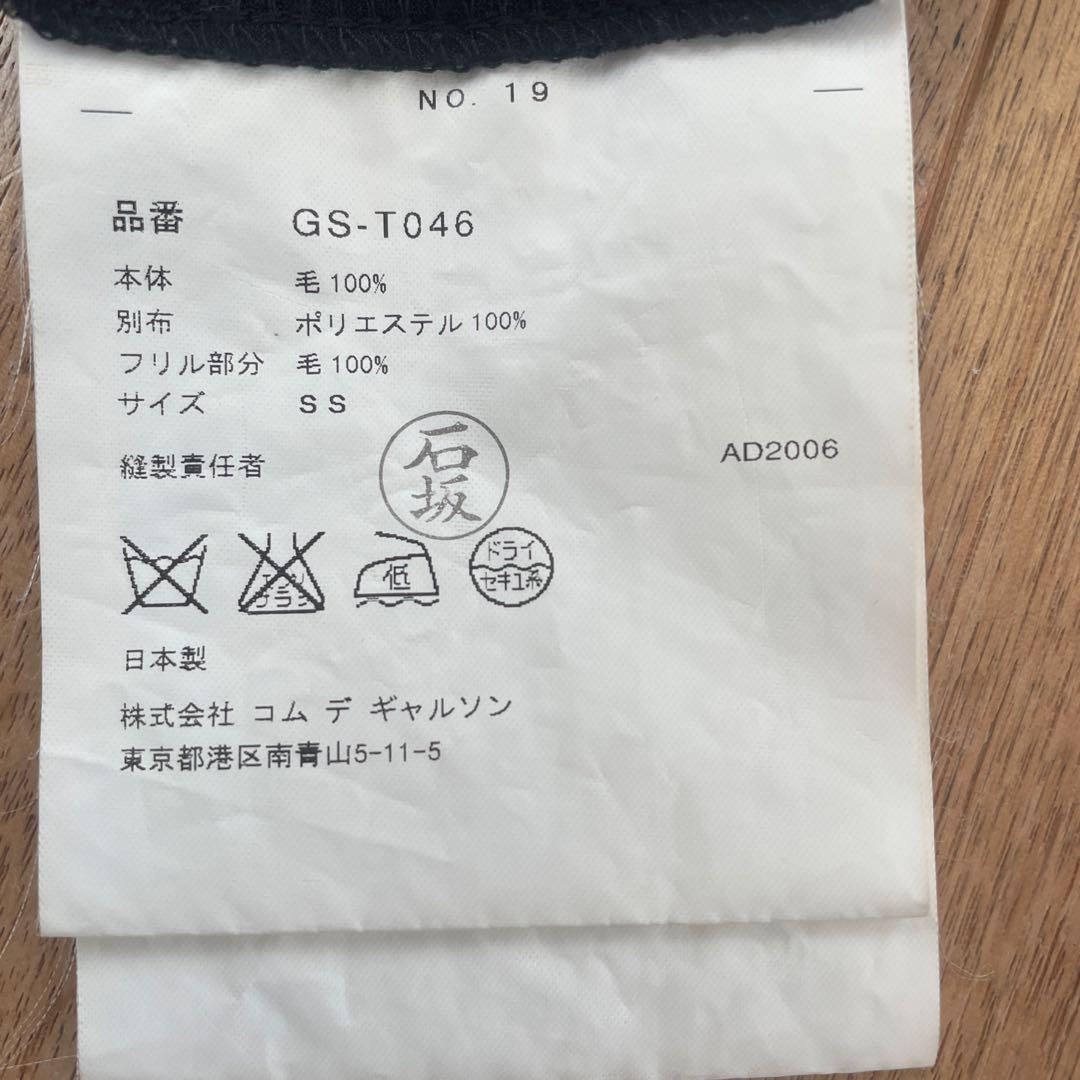 NO. 19
品番 GS-T046
本体 毛 100%
別布 ポリエステル 100%
フリル部分 毛 100%
サイズ SS
縫製責任者 石坂
AD2006
低 ドライ セキユ系
日本製
株式会社 コム デ ギャルソン
東京都港区南青山5-11-5